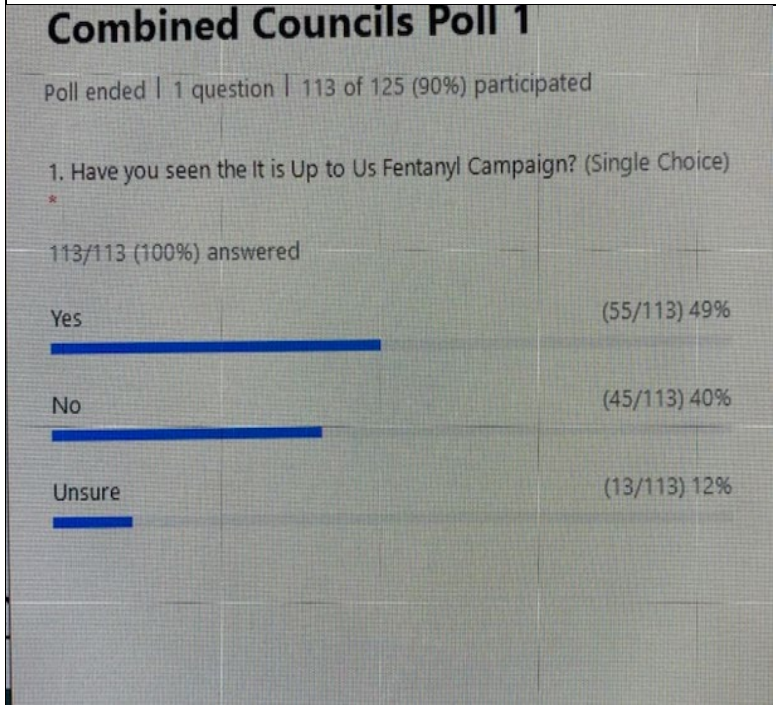 Combined Councils Poll 1
Poll ended | 1 question | 113 of 125 (90%) participated
1. Have you seen the It is Up to Us Fentanyl Campaign? (Single Choice)
*
113/113 (100%) answered
Yes (55/113) 49%
No (45/113) 40%
Unsure (13/113) 12%